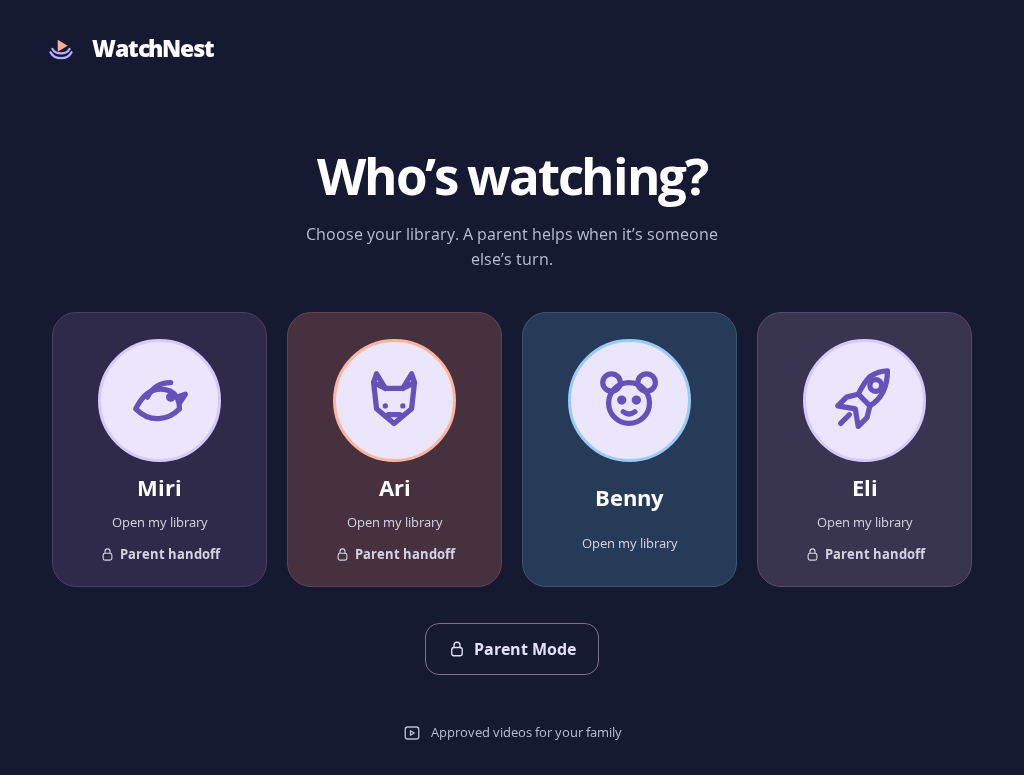 WatchNest
Who’s watching?
Choose your library. A parent helps when it’s someone
else’s turn.
Miri
Open my library
Parent handoff
Ari
Open my library
Parent handoff
Benny
Open my library
Eli
Open my library
Parent handoff
Parent Mode
Approved videos for your family